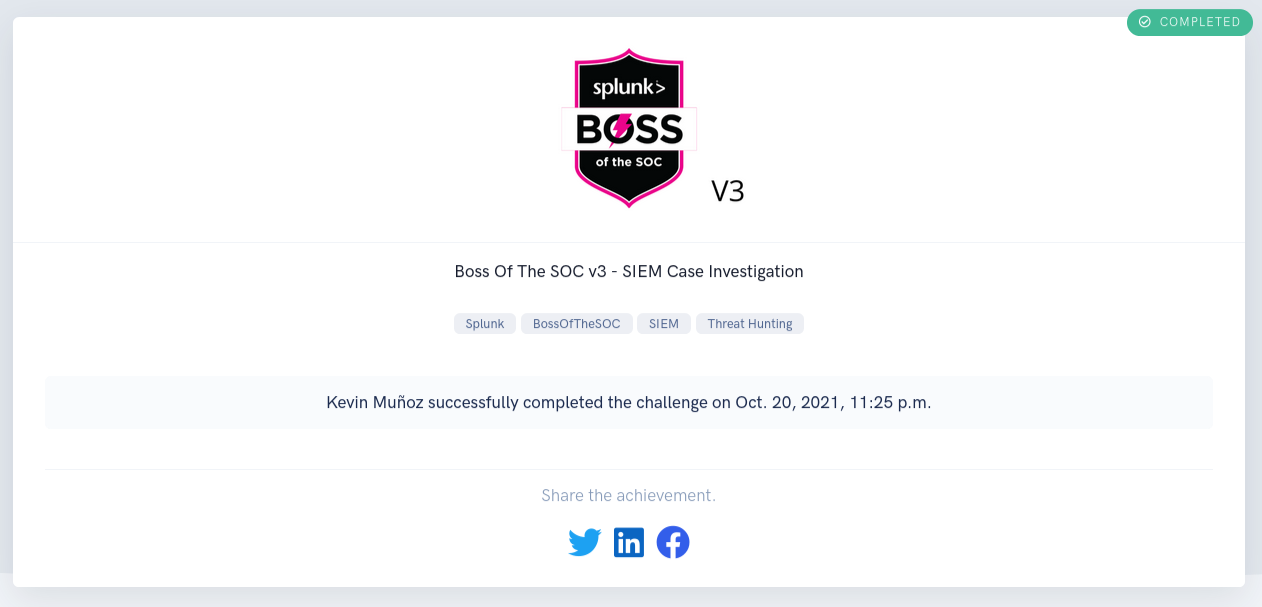 COMPLETED
splunk>
BOSS
of the SOC
V3
Boss Of The SOC v3 - SIEM Case Investigation
Splunk BossOfTheSOC SIEM Threat Hunting
Kevin Muñoz successfully completed the challenge on Oct. 20, 2021, 11:25 p.m.
Share the achievement.
in f